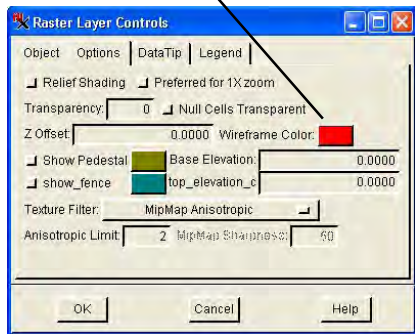 Raster Layer Controls
Object Options DataTip Legend
Relief Shading Preferred for 1X zoom
Transparency: 0 Null Cells Transparent
Z Offset: 0.0000 Wireframe Color:
Show Pedestal Base Elevation: 0.0000
show_fence top_elevation_c 0.0000
Texture Filter: MipMap Anisotropic
Anisotropic Limit: 2 MipMap Sharpness: 60
OK Cancel Help